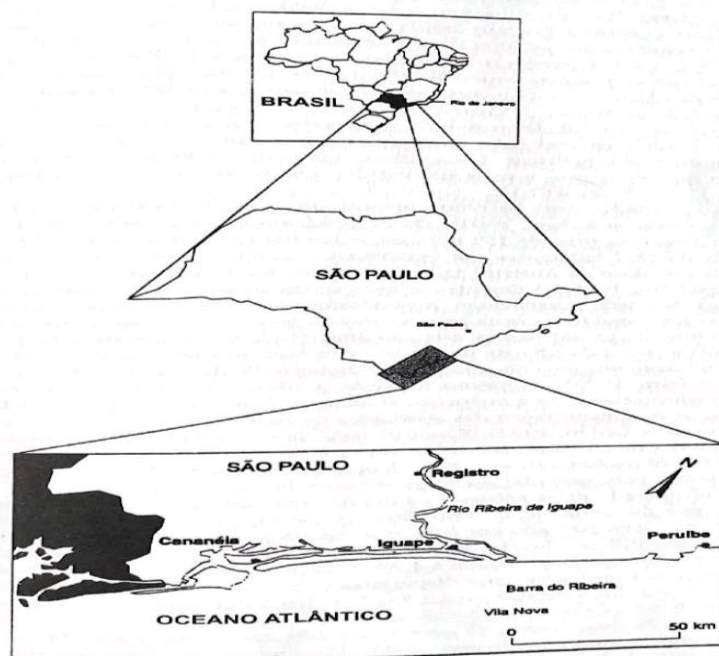 BRASIL
Rio de Janeiro
SÃO PAULO
São Paulo
SÃO PAULO
Registro
N
Rio Ribeira de Iguape
Cananéia
Iguape
Peruíbe
Barra do Ribeira
Vila Nova
OCEANO ATLÂNTICO
0
50 km